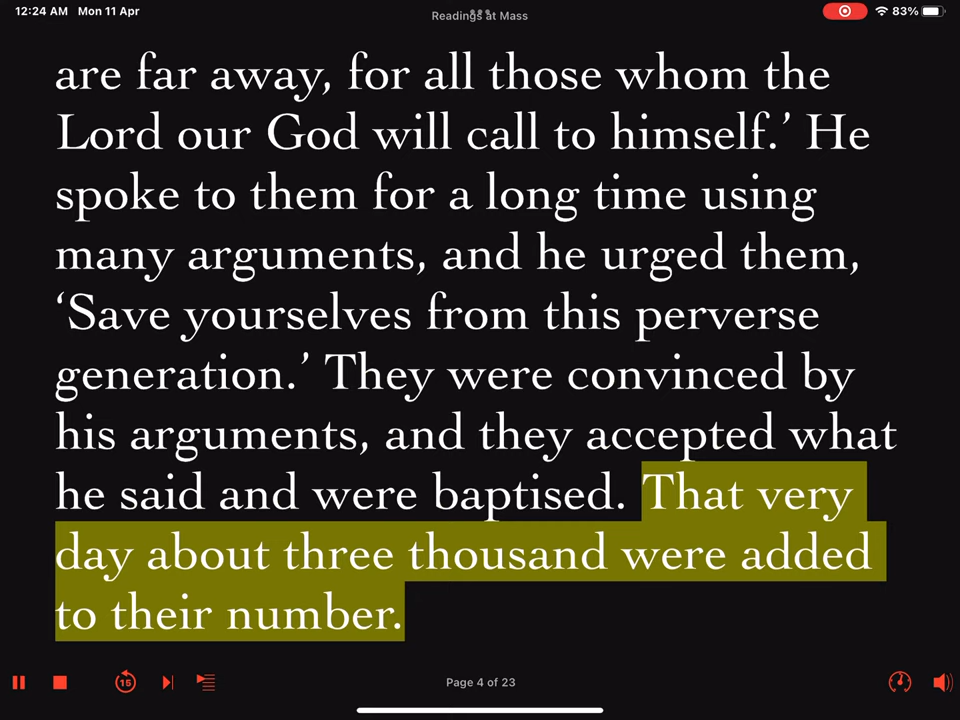 12:24 AM Mon 11 Apr
83%
Readings at Mass
are far away, for all those whom the
Lord our God will call to himself.’ He
spoke to them for a long time using
many arguments, and he urged them,
‘Save yourselves from this perverse
generation.’ They were convinced by
his arguments, and they accepted what
he said and were baptised. That very
day about three thousand were added
to their number.
15
Page 4 of 23